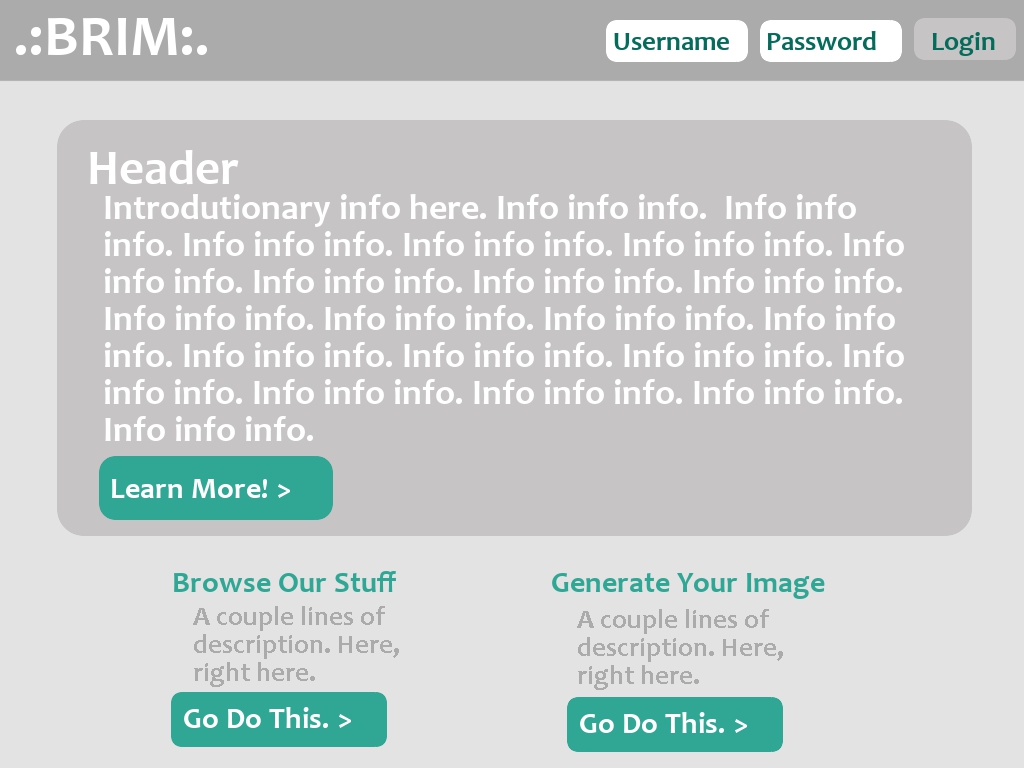 .:BRIM:.
Username
Password
Login
Header
Introdutionary info here. Info info info.  Info info
info. Info info info. Info info info. Info info info. Info
info info. Info info info. Info info info. Info info info.
Info info info. Info info info. Info info info. Info info
info. Info info info. Info info info. Info info info. Info
info info. Info info info. Info info info. Info info info.
Info info info.
Learn More! >
Browse Our Stuff
A couple lines of
description. Here,
right here.
Go Do This. >
Generate Your Image
A couple lines of
description. Here,
right here.
Go Do This. >